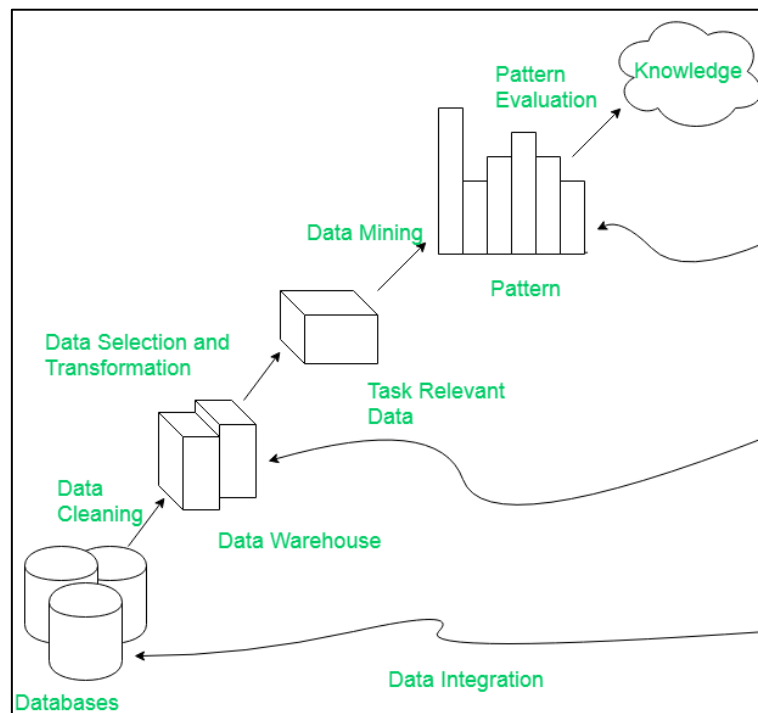 Knowledge
Pattern
Evaluation
Data Mining
Pattern
Data Selection and
Transformation
Task Relevant
Data
Data
Cleaning
Data Warehouse
Data Integration
Databases